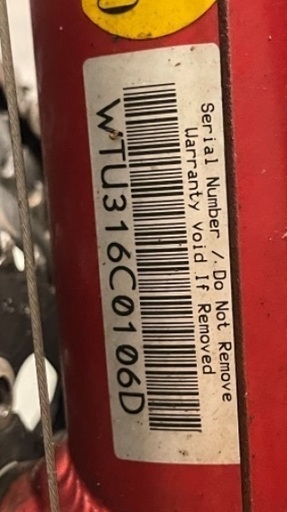 Serial Number / Do Not Remove
Warranty Void If Removed
WTU316C0106D